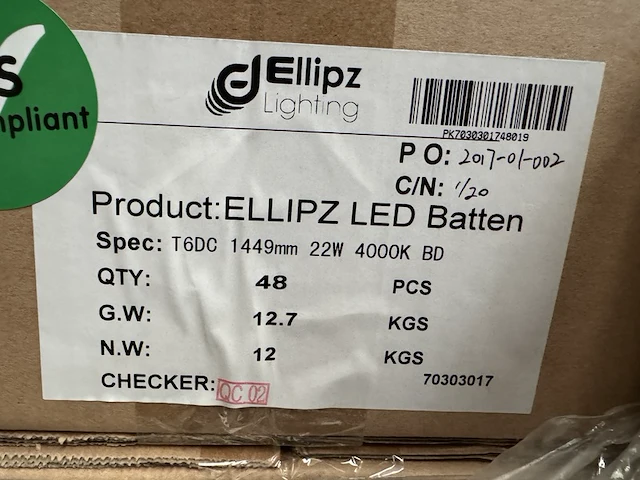 S
mpliant
Ellipz
Lighting
PK7030301748019
P O: 2017-01-002
C/N: 1/20
Product:ELLIPZ LED Batten
Spec: T6DC 1449mm 22W 4000K BD
QTY: 48 PCS
G.W: 12.7 KGS
N.W: 12 KGS
CHECKER: QC 02
70303017